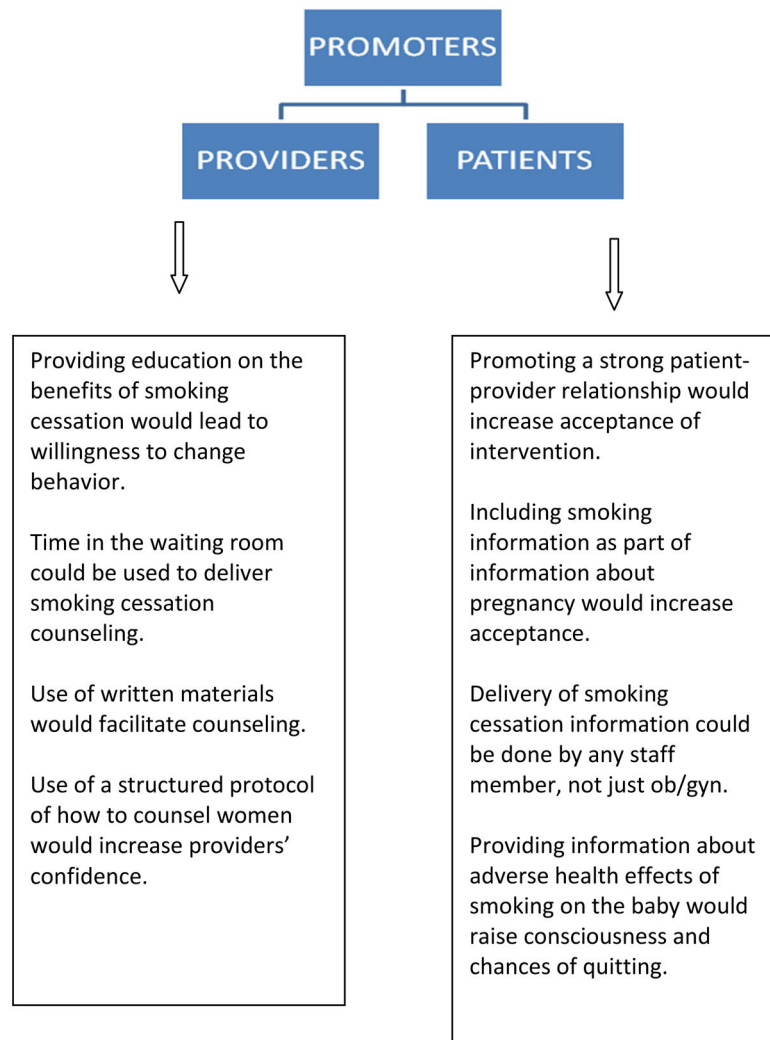 PROMOTERS
PROVIDERS
PATIENTS
Providing education on the
benefits of smoking
cessation would lead to
willingness to change
behavior.
Time in the waiting room
could be used to deliver
smoking cessation
counseling.
Use of written materials
would facilitate counseling.
Use of a structured protocol
of how to counsel women
would increase providers’
confidence.
Promoting a strong patient-
provider relationship would
increase acceptance of
intervention.
Including smoking
information as part of
information about
pregnancy would increase
acceptance.
Delivery of smoking
cessation information could
be done by any staff
member, not just ob/gyn.
Providing information about
adverse health effects of
smoking on the baby would
raise consciousness and
chances of quitting.